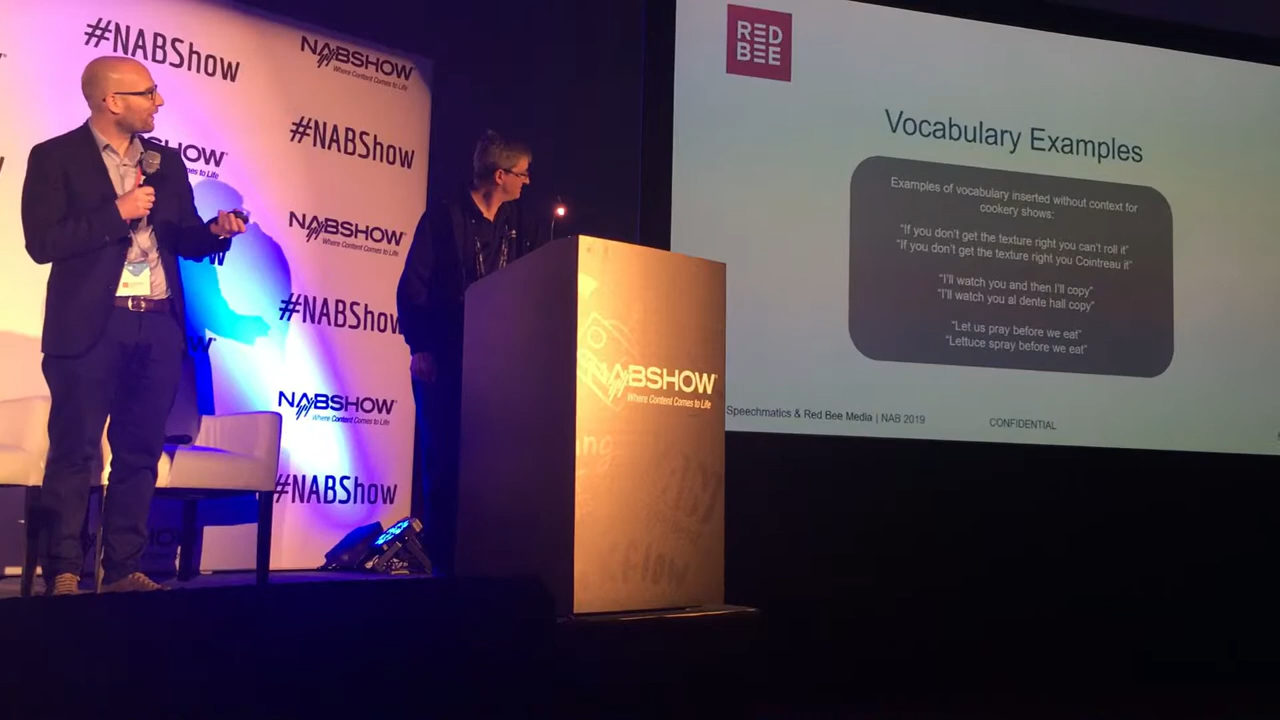 #NABShow
NABSHOW®
Where Content Comes to Life
#NABShow
SHOW®
es to Life
NABSHOW®
Where Content Comes to Life
#NABShow
NABSHOW®
Where Content Comes to Life
#NABShow
NABSHOW®
Where Content Comes to Life
RED
BEE
Vocabulary Examples
Examples of vocabulary inserted without context for
cookery shows:
"If you don't get the texture right you can't roll it"
"If you don't get the texture right you Cointreau it"
"I'll watch you and then I'll copy"
"I'll watch you al dente hall copy"
"Let us pray before we eat"
"Lettuce spray before we eat"
Speechmatics & Red Bee Media | NAB 2019
CONFIDENTIAL